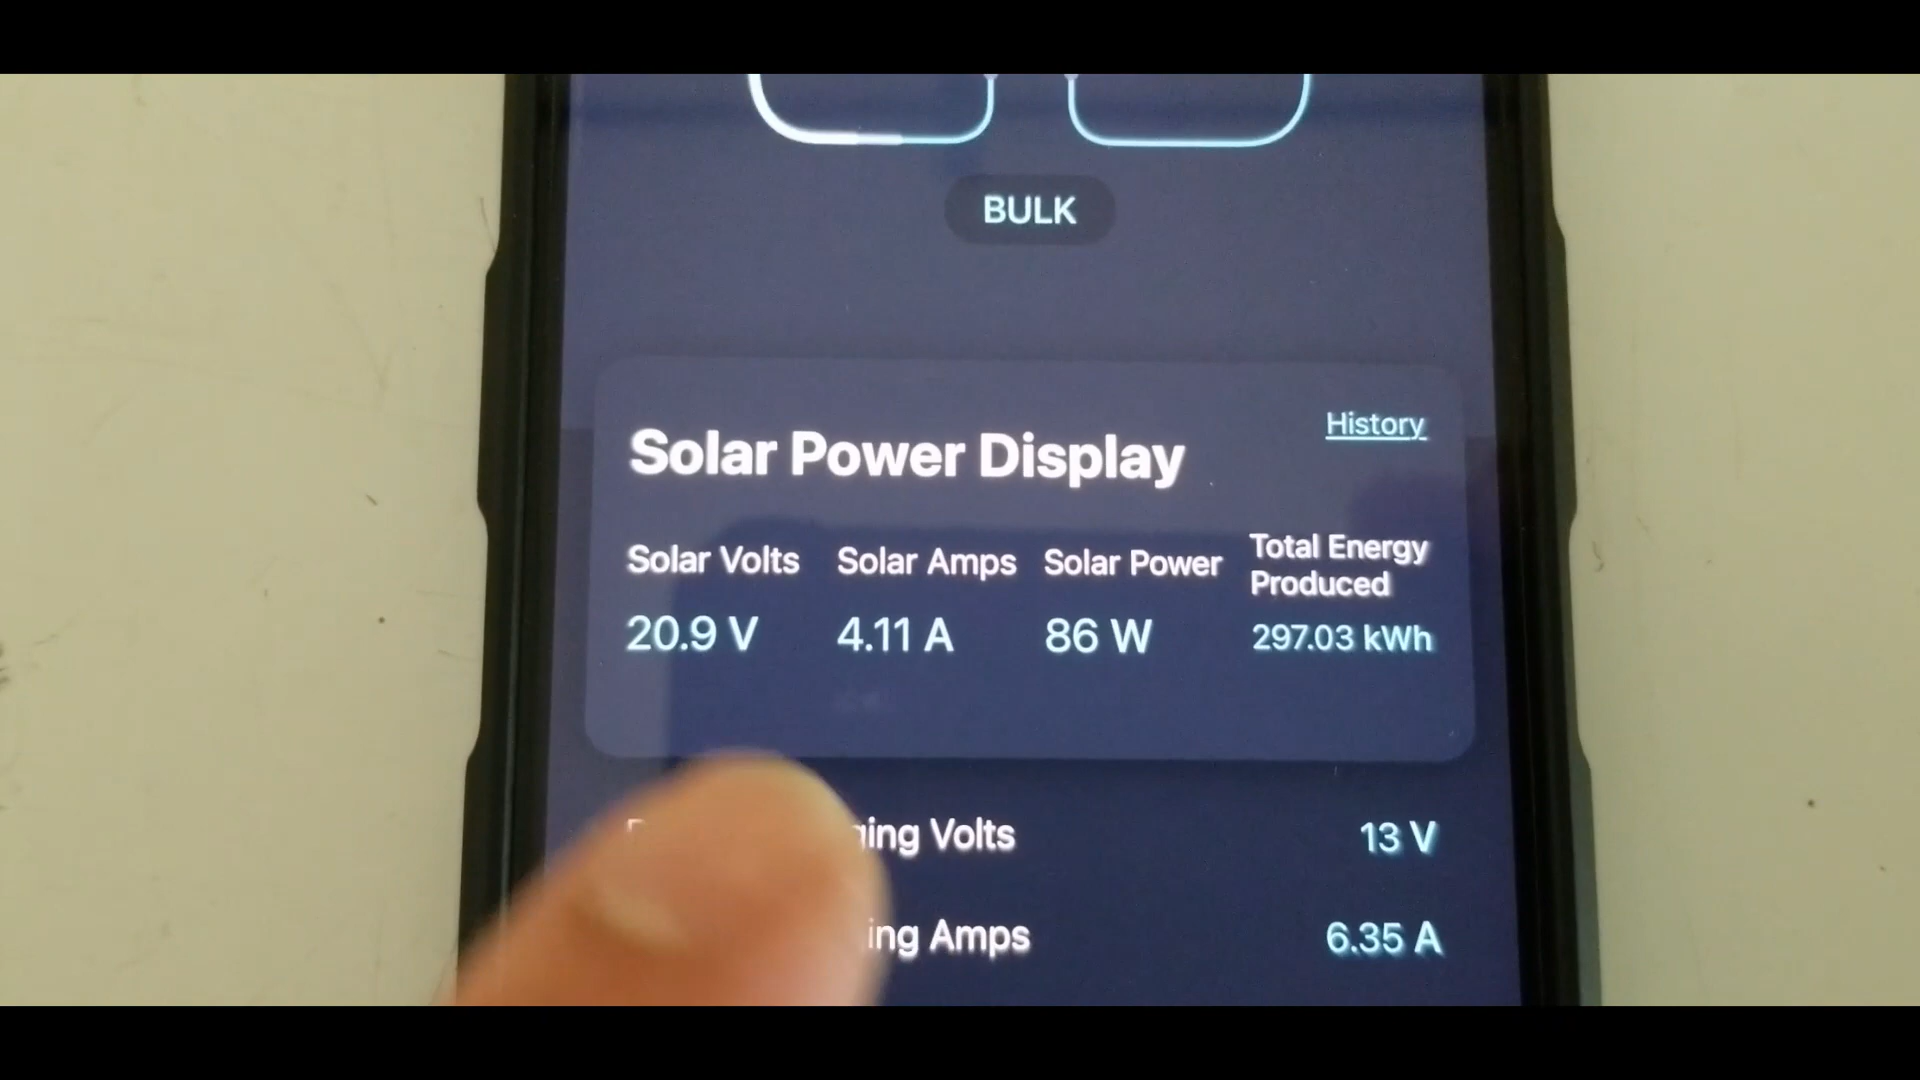 BULK
History
Solar Power Display
Solar Volts Solar Amps Solar Power Total Energy Produced
20.9 V 4.11 A 86 W 297.03 kWh
ging Volts 13 V
ing Amps 6.35 A